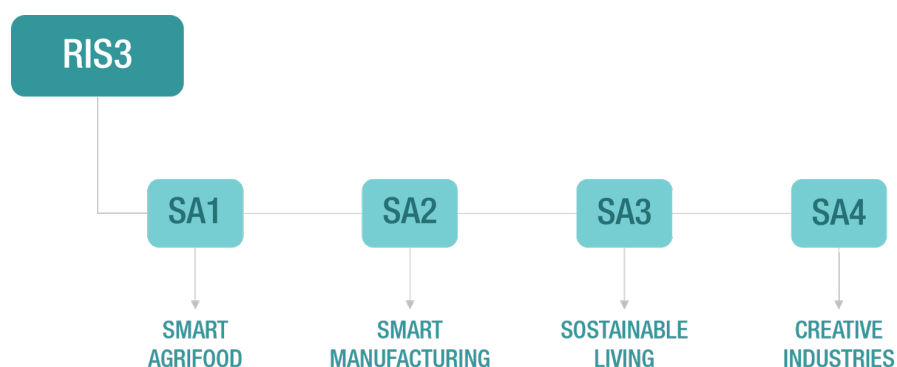 RIS3
SA1
SA2
SA3
SA4
SMART
AGRIFOOD
SMART
MANUFACTURING
SOSTAINABLE
LIVING
CREATIVE
INDUSTRIES